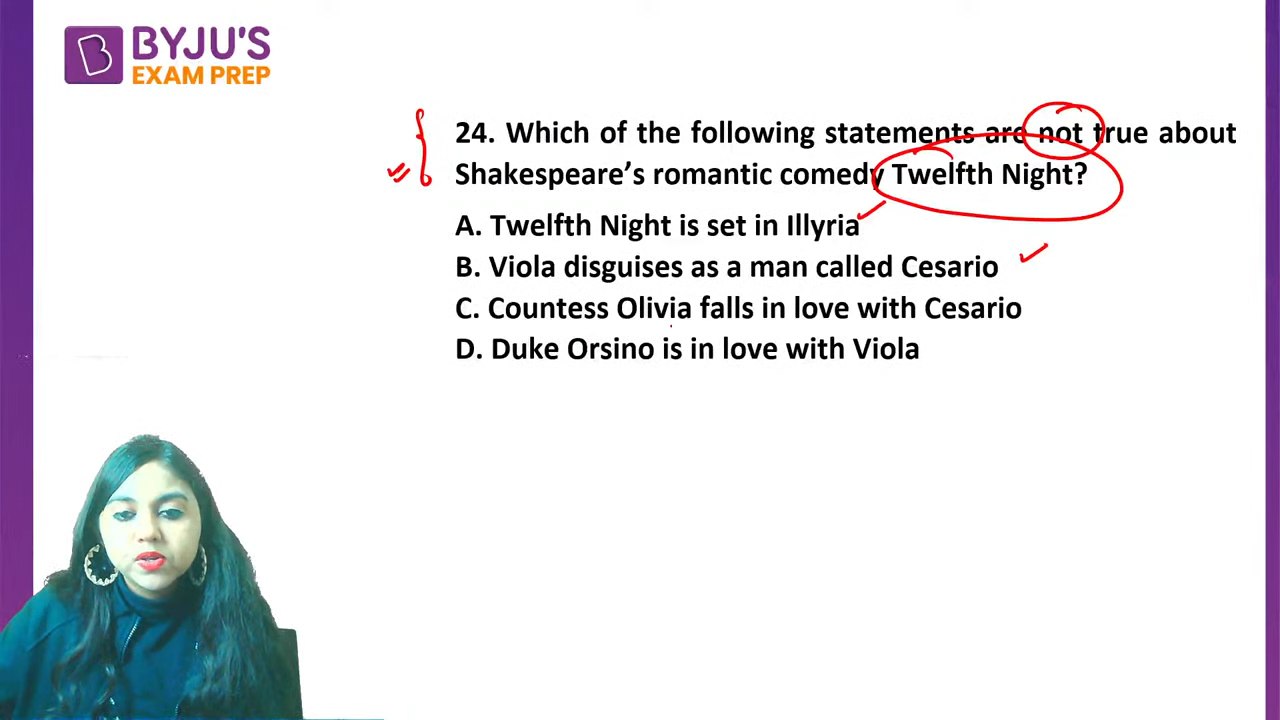 BYJU'S
EXAM PREP
24. Which of the following statements are not true about
Shakespeare’s romantic comedy Twelfth Night?
A. Twelfth Night is set in Illyria
B. Viola disguises as a man called Cesario
C. Countess Olivia falls in love with Cesario
D. Duke Orsino is in love with Viola